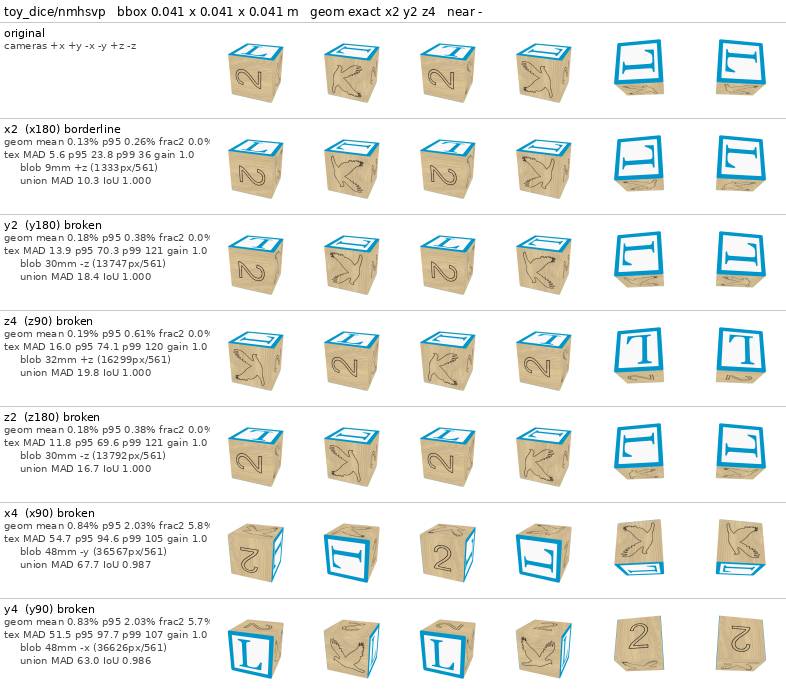 toy_dice/nmhsvp bbox 0.041 x 0.041 x 0.041 m geom exact x2 y2 z4 near -
original
cameras +x +y -x -y +z -z
x2 (x180) borderline
geom mean 0.13% p95 0.26% frac2 0.0%
tex MAD 5.6 p95 23.8 p99 36 gain 1.0
blob 9mm +z (1333px/561)
union MAD 10.3 IoU 1.000
y2 (y180) broken
geom mean 0.18% p95 0.38% frac2 0.0%
tex MAD 13.9 p95 70.3 p99 121 gain 1.0
blob 30mm -z (13747px/561)
union MAD 18.4 IoU 1.000
z4 (z90) broken
geom mean 0.19% p95 0.61% frac2 0.0%
tex MAD 16.0 p95 74.1 p99 120 gain 1.0
blob 32mm +z (16299px/561)
union MAD 19.8 IoU 1.000
z2 (z180) broken
geom mean 0.18% p95 0.38% frac2 0.0%
tex MAD 11.8 p95 69.6 p99 121 gain 1.0
blob 30mm -z (13792px/561)
union MAD 16.7 IoU 1.000
x4 (x90) broken
geom mean 0.84% p95 2.03% frac2 5.8%
tex MAD 54.7 p95 94.6 p99 105 gain 1.0
blob 48mm -y (36567px/561)
union MAD 67.7 IoU 0.987
y4 (y90) broken
geom mean 0.83% p95 2.03% frac2 5.7%
tex MAD 51.5 p95 97.7 p99 107 gain 1.0
blob 48mm -x (36626px/561)
union MAD 63.0 IoU 0.986